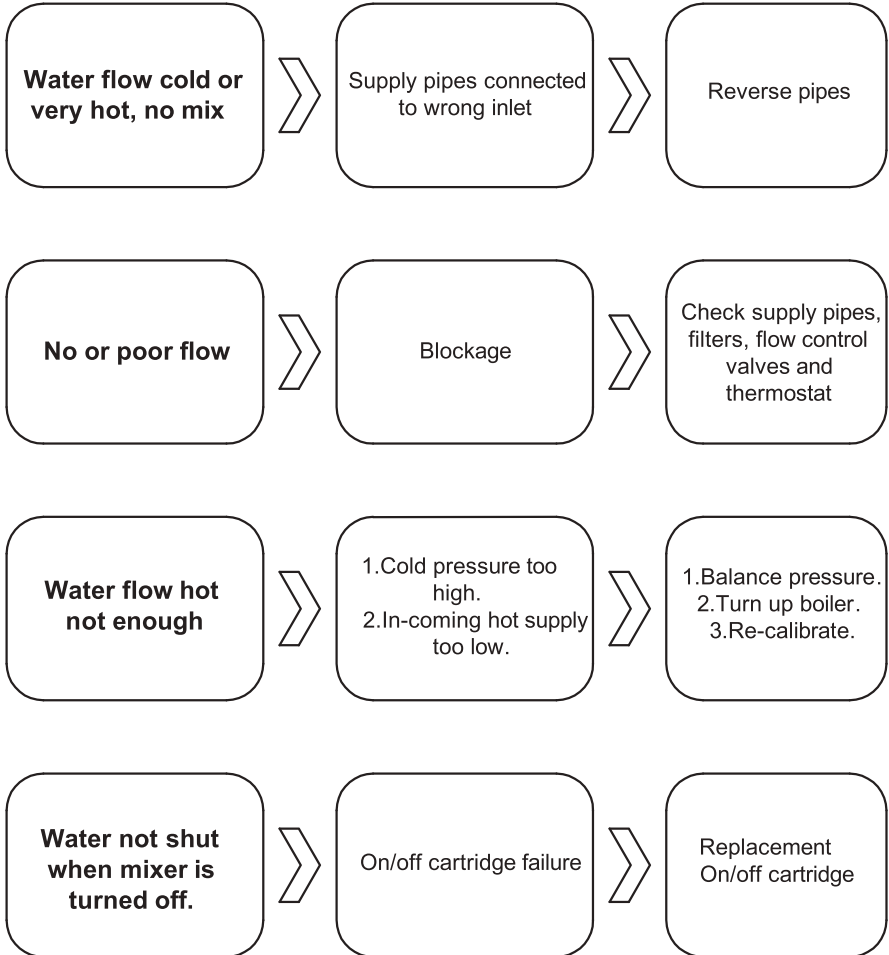 Water flow cold or
very hot, no mix
Supply pipes connected
to wrong inlet
Reverse pipes
No or poor flow
Blockage
Check supply pipes,
filters, flow control
valves and
thermostat
Water flow hot
not enough
1.Cold pressure too
high.
2.In-coming hot supply
too low.
1.Balance pressure.
2.Turn up boiler.
3.Re-calibrate.
Water not shut
when mixer is
turned off.
On/off cartridge failure
Replacement
On/off cartridge